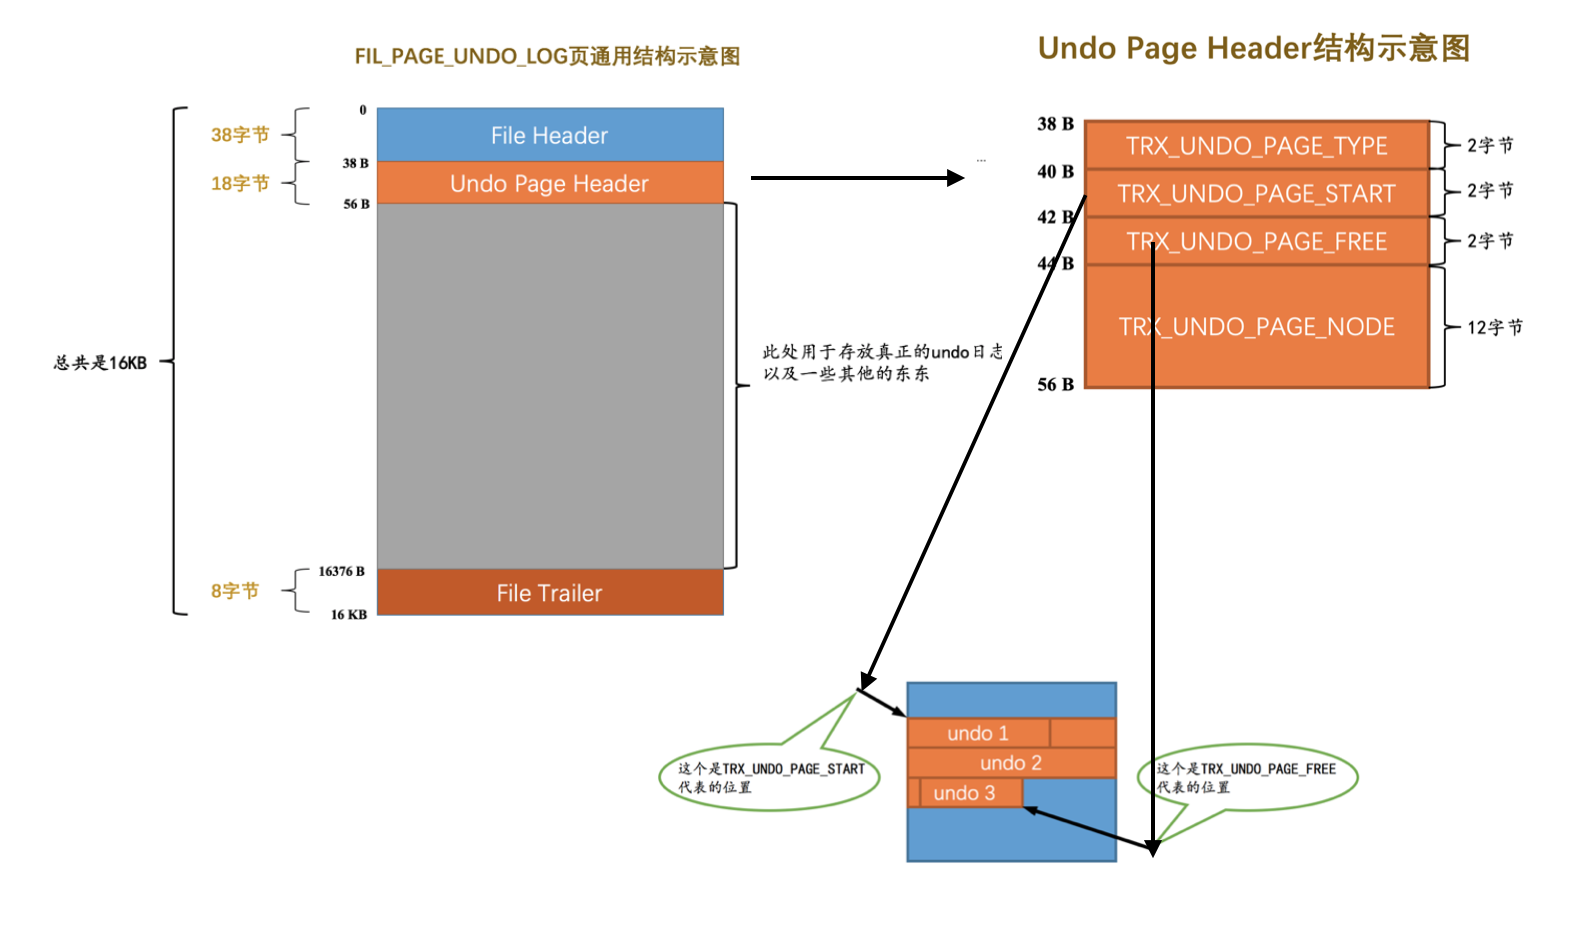 FIL_PAGE_UNDO_LOG页通用结构示意图
0
38字节
File Header
38 B
18字节
Undo Page Header
56 B
总共是16KB
此处用于存放真正的undo日志
以及一些其他的东东
16376 B
8字节
File Trailer
16 KB
...
Undo Page Header结构示意图
38 B
TRX_UNDO_PAGE_TYPE
2字节
40 B
TRX_UNDO_PAGE_START
2字节
42 B
TRX_UNDO_PAGE_FREE
2字节
44 B
TRX_UNDO_PAGE_NODE
12字节
56 B
这个是TRX_UNDO_PAGE_START
代表的位置
undo 1
undo 2
undo 3
这个是TRX_UNDO_PAGE_FREE
代表的位置